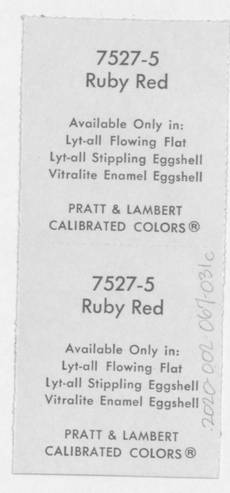 7527-5
Ruby Red
Available Only in:
Lyt-all Flowing Flat
Lyt-all Stippling Eggshell
Vitralite Enamel Eggshell
PRATT & LAMBERT
CALIBRATED COLORS®
7527-5
Ruby Red
Available Only in:
Lyt-all Flowing Flat
Lyt-all Stippling Eggshell
Vitralite Enamel Eggshell
PRATT & LAMBERT
CALIBRATED COLORS®
2020.002.067-031c